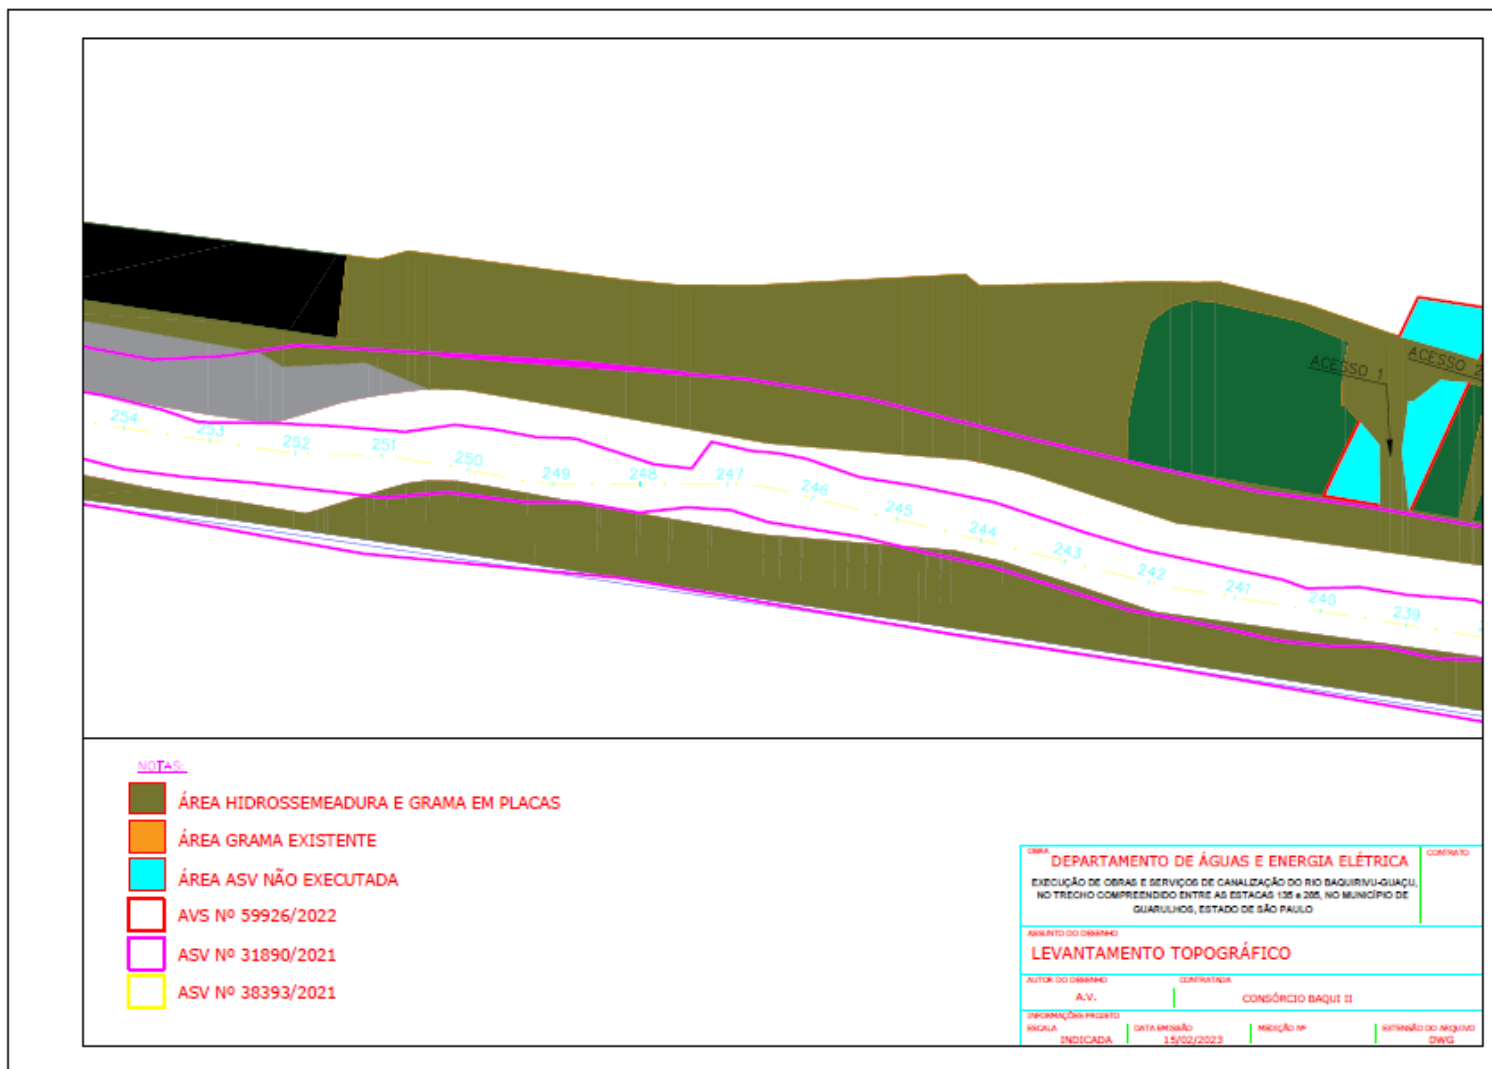 ACESSO 1
ACESSO 2
254
253
252
251
250
249
248
247
246
245
244
243
242
241
240
239
NOTAS:
ÁREA HIDROSSEMEADURA E GRAMA EM PLACAS
ÁREA GRAMA EXISTENTE
ÁREA ASV NÃO EXECUTADA
AVS Nº 59926/2022
ASV Nº 31890/2021
ASV Nº 38393/2021
OBRA
CONTRATO
DEPARTAMENTO DE ÁGUAS E ENERGIA ELÉTRICA
EXECUÇÃO DE OBRAS E SERVIÇOS DE CANALIZAÇÃO DO RIO BAQUIRIVU-GUAÇU,
NO TRECHO COMPREENDIDO ENTRE AS ESTACAS 135 e 285, NO MUNICÍPIO DE
GUARULHOS, ESTADO DE SÃO PAULO
ASSUNTO DO DESENHO
LEVANTAMENTO TOPOGRÁFICO
AUTOR DO DESENHO
CONTRATADA
A.V.
CONSÓRCIO BAQUI II
INFORMAÇÕES PROJETO
ESCALA
DATA EMISSÃO
MEDIÇÃO Nº
EXTENSÃO DO ARQUIVO
INDICADA
15/02/2023
DWG